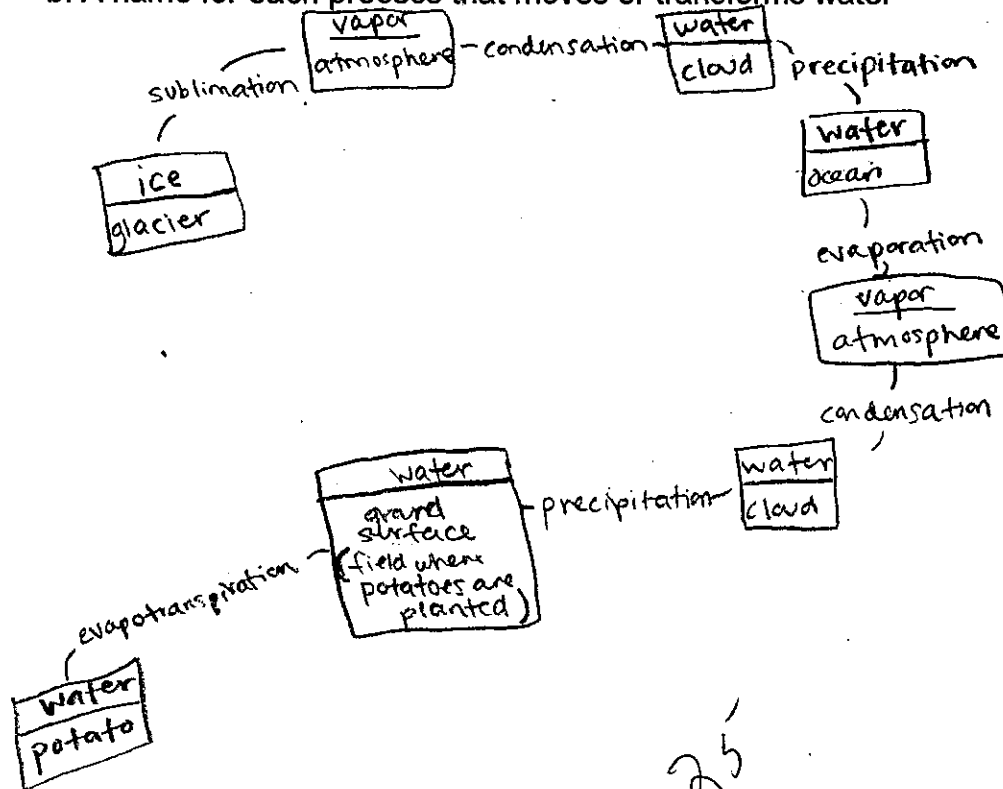 b. A name for each process that moves or transforms water
vapor
atmosphere
condensation
water
cloud
precipitation
sublimation
ice
glacier
water
ocean
evaporation
vapor
atmosphere
condensation
water
cloud
precipitation
water
ground
surface
(field where
potatoes are
planted)
evapotranspiration
water
potato
25